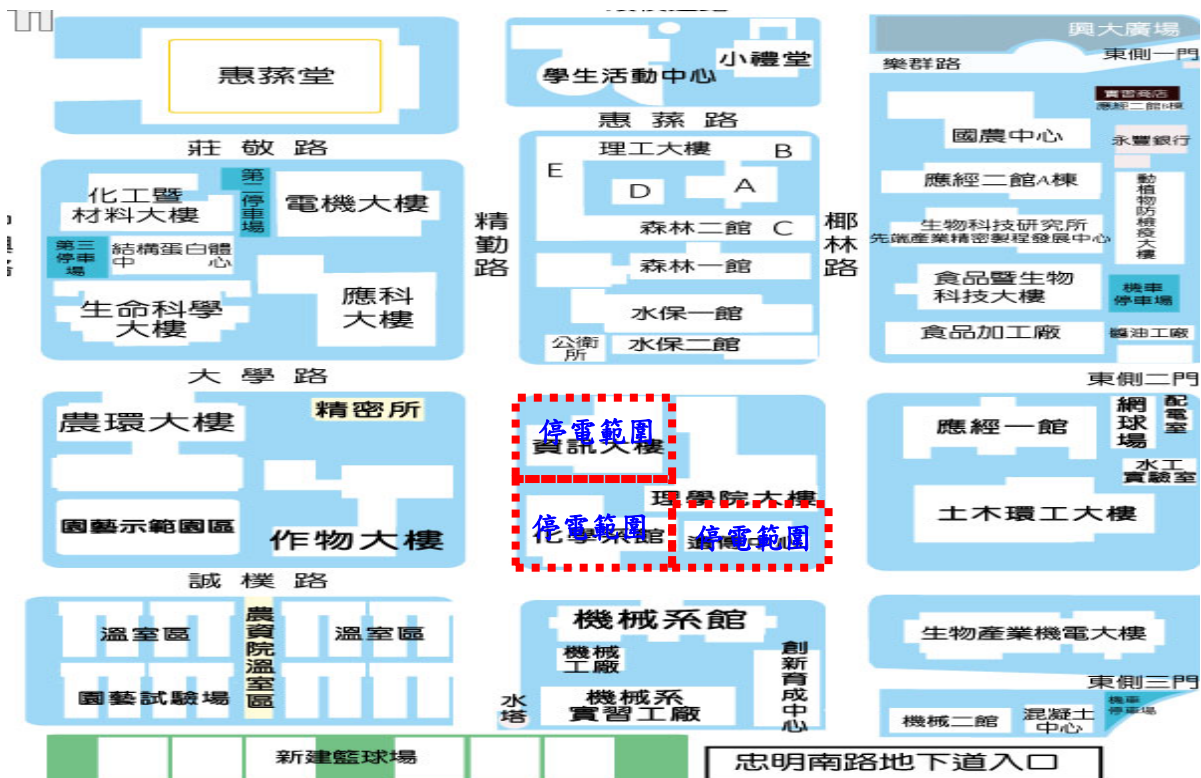 興大廣場
東側一門
樂群路
惠蓀堂
學生活動中心
小禮堂
實習商店
應經二館B棟
惠蓀路
國農中心
永豐銀行
莊敬路
理工大樓
B
E
D
A
第二停車場
化工暨
材料大樓
電機大樓
精勤路
椰林路
應經二館A棟
動植物防檢疫大樓
森林二館
C
生物科技研究所
先端產業精密製程發展中心
第三
停車
場
結構蛋白體
中心
森林一館
食品暨生物
科技大樓
機車
停車場
生命科學
大樓
應科
大樓
水保一館
公衛
所
水保二館
食品加工廠
醬油工廠
大學路
東側二門
農環大樓
精密所
停電範圍
資訊大樓
應經一館
網球場
配電室
水工
實驗室
理學院大樓
園藝示範園區
作物大樓
停電範圍
化學系館
停電範圍
土木環工大樓
誠樸路
溫室區
農資院溫室區
溫室區
機械系館
機械
工廠
創新育成中心
生物產業機電大樓
東側三門
園藝試驗場
水塔
機械系
實習工廠
機械二館
混凝土
中心
機車
停車場
新建籃球場
忠明南路地下道入口